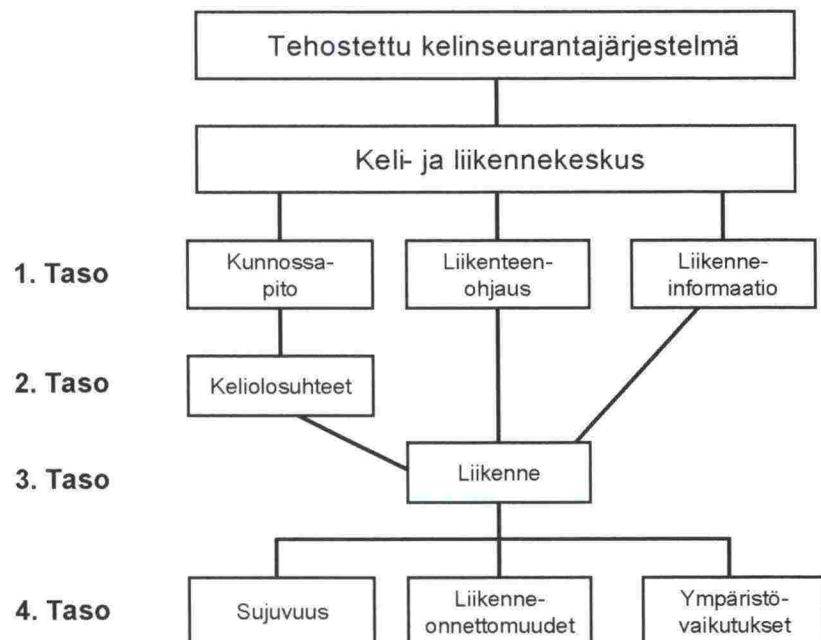 Tehostettu kelinseurantajärjestelmä
Keli- ja liikennekeskus
1. Taso
Kunnossa-
pito
Liikenteen-
ohjaus
Liikenne-
informaatio
2. Taso
Keliolosuhteet
3. Taso
Liikenne
4. Taso
Sujuvuus
Liikenne-
onnettomuudet
Ympäristö-
vaikutukset